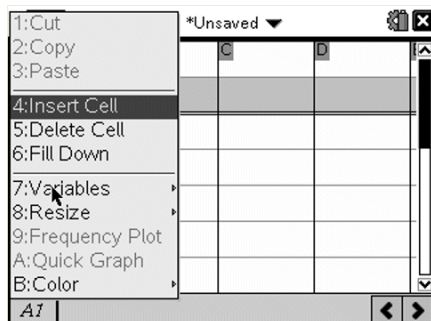 1:Cut
*Unsaved
2:Copy
3:Paste
C D
4:Insert Cell
5:Delete Cell
6:Fill Down
7:Variables
8:Resize
9:Frequency Plot
A:Quick Graph
B:Color
A1